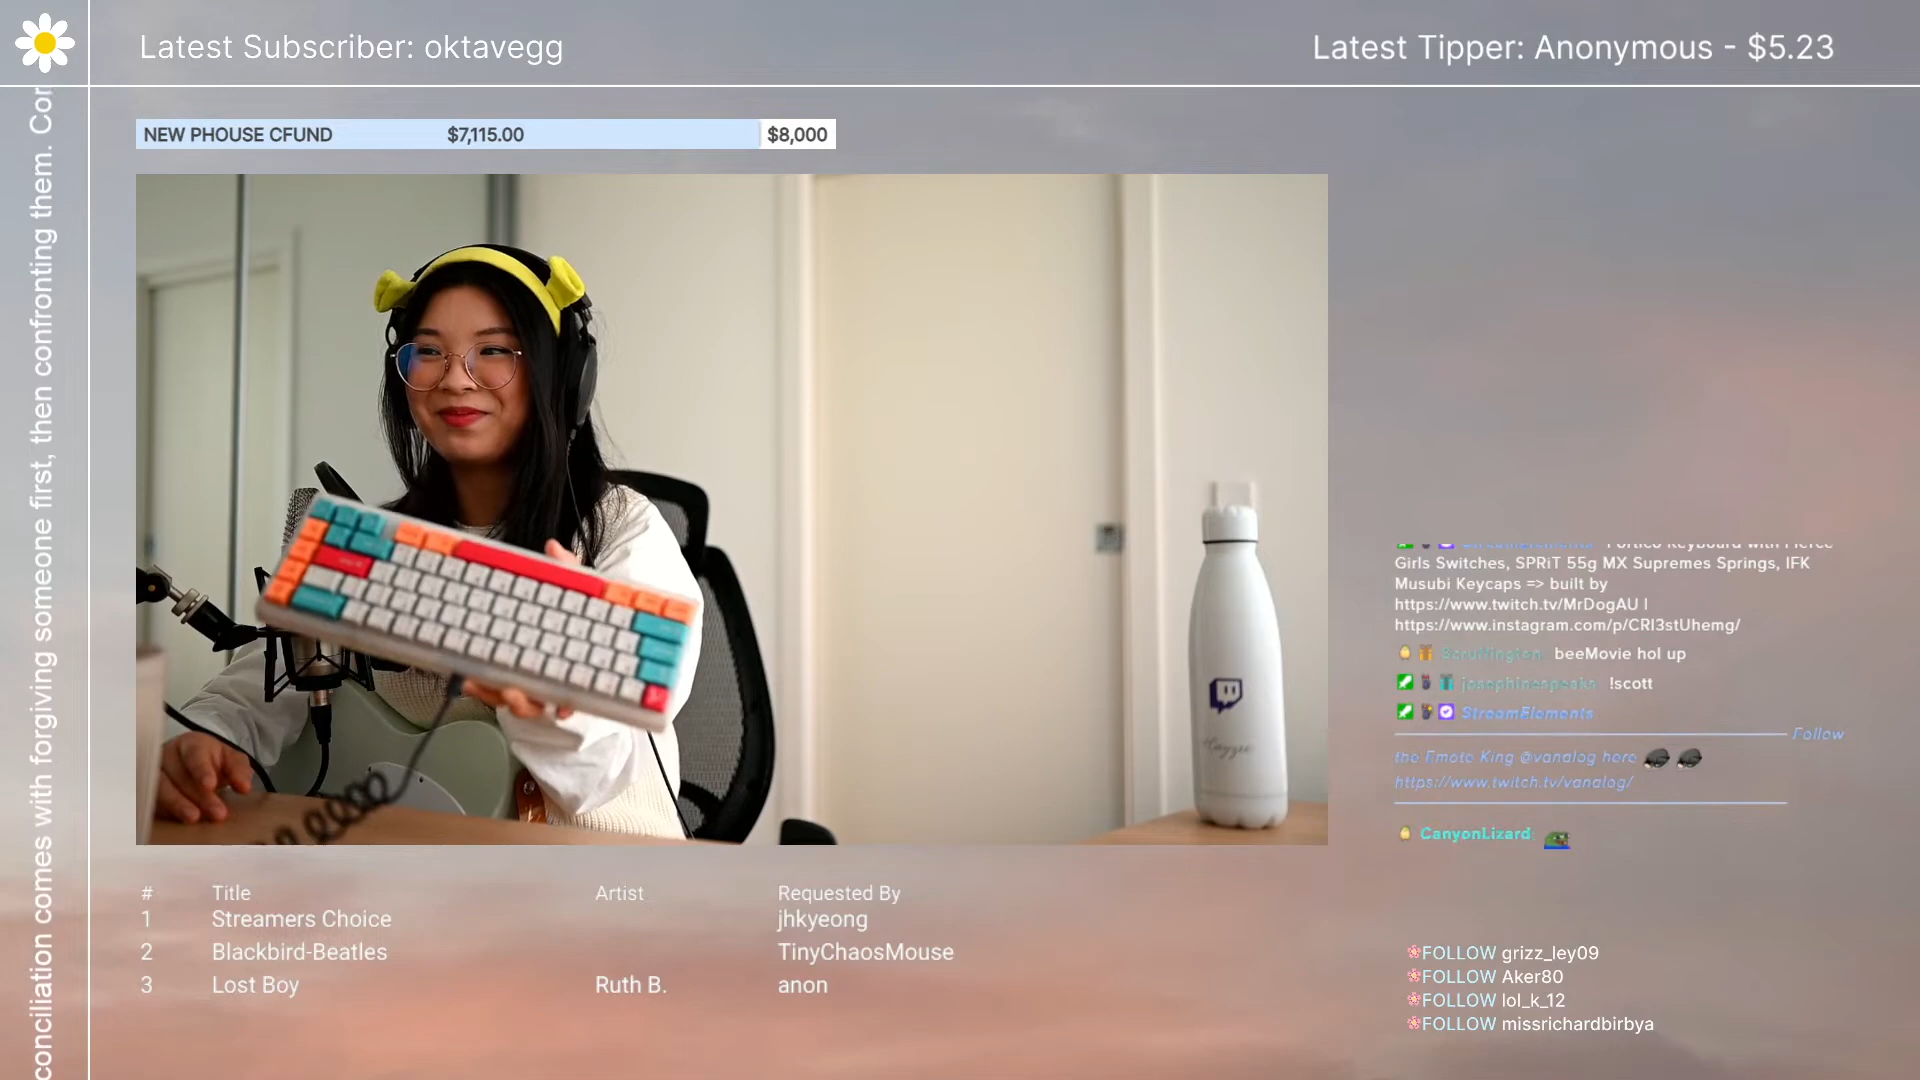 Latest Subscriber: oktavegg
Latest Tipper: Anonymous - $5.23
conciliation comes with forgiving someone first, then confronting them. Con
NEW PHOUSE CFUND $7,115.00 $8,000
Girls Switches, SPRiT 55g MX Supremes Springs, IFK
Musubi Keycaps => built by
https://www.twitch.tv/MrDogAU |
https://www.instagram.com/p/CRI3stUhemg/
beeMovie hol up
josephinespeaks !scott
StreamElements
Follow
the Emote King @vanalog here
https://www.twitch.tv/vanalog/
CanyonLizard
# Title Artist Requested By
1 Streamers Choice jhkyeong
2 Blackbird-Beatles TinyChaosMouse
3 Lost Boy Ruth B. anon
FOLLOW grizz_ley09
FOLLOW Aker80
FOLLOW lol_k_12
FOLLOW missrichardbirbya